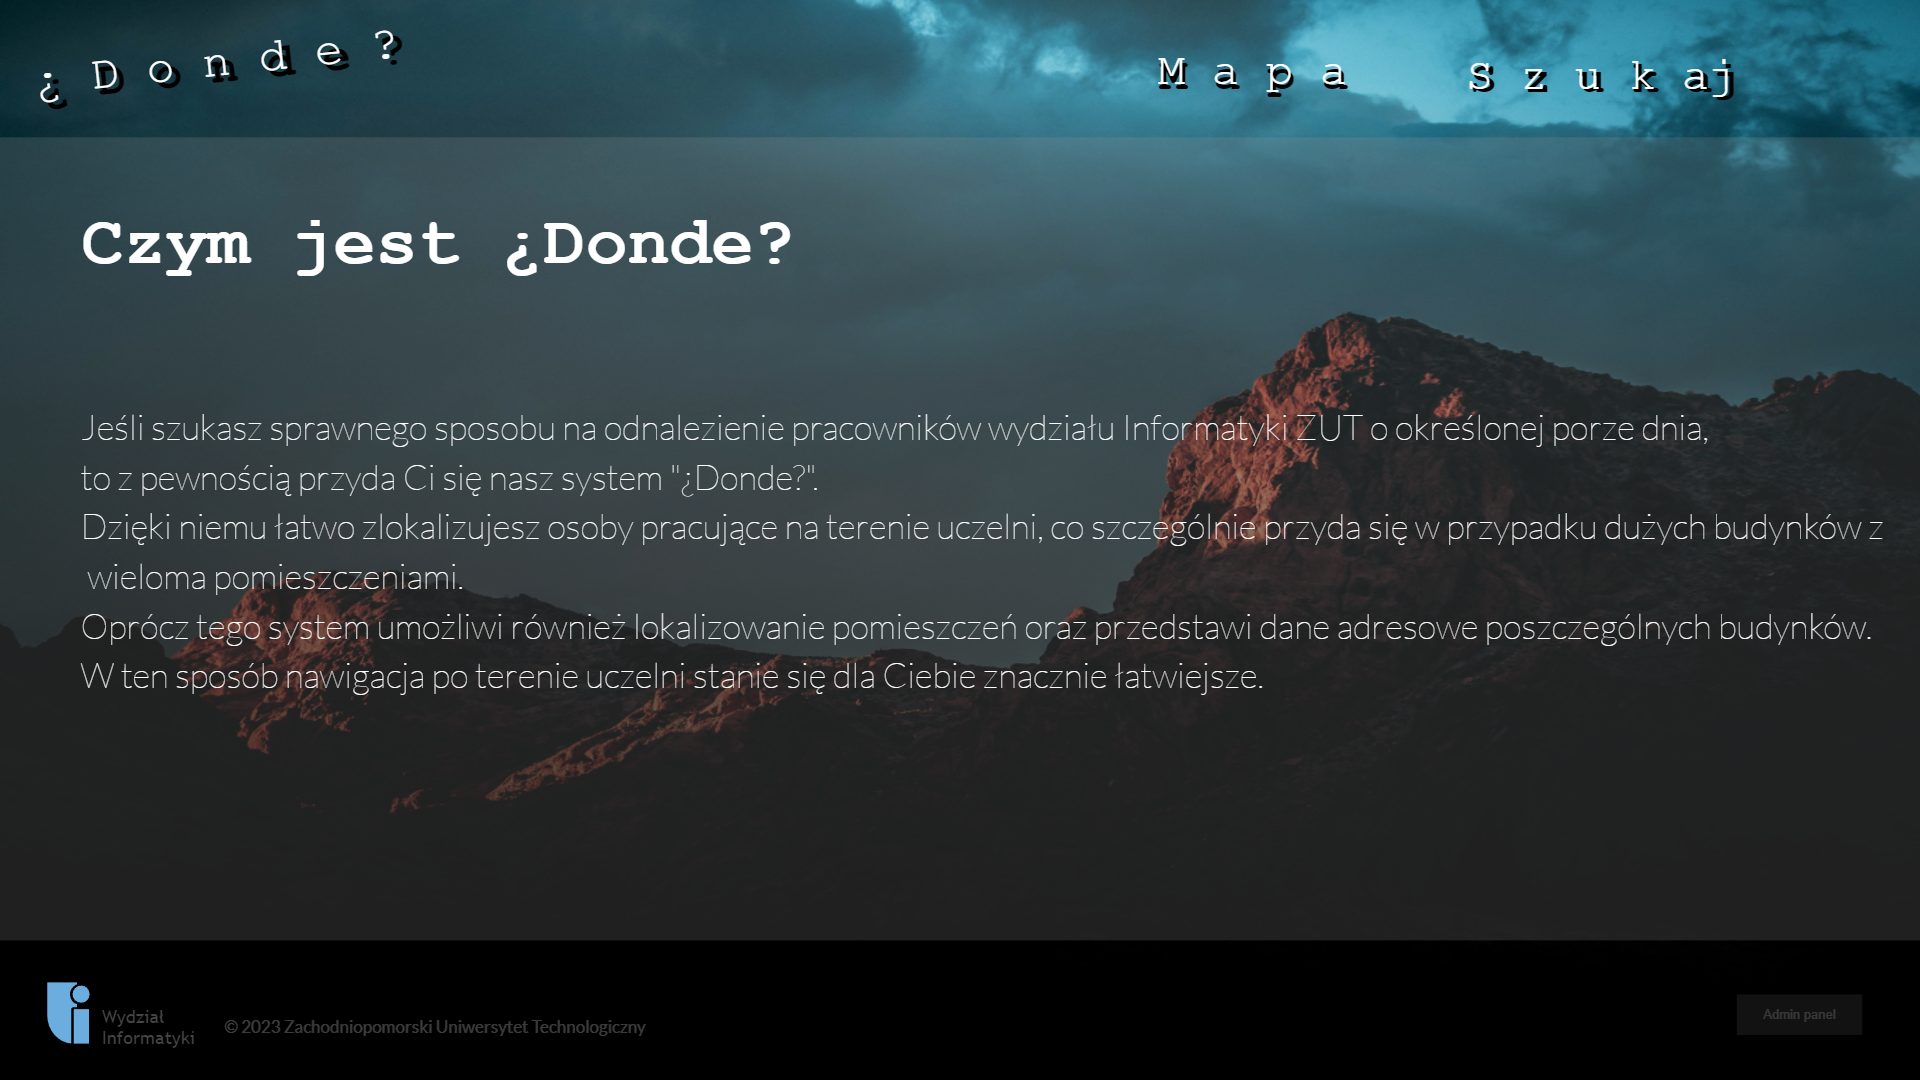 ¿Donde?
Mapa
Szukaj
Czym jest ¿Donde?
Jeśli szukasz sprawnego sposobu na odnalezienie pracowników wydziału Informatyki ZUT o określonej porze dnia,
to z pewnością przyda Ci się nasz system "¿Donde?".
Dzięki niemu łatwo zlokalizujesz osoby pracujące na terenie uczelni, co szczególnie przyda się w przypadku dużych budynków z
wieloma pomieszczeniami.
Oprócz tego system umożliwi również lokalizowanie pomieszczeń oraz przedstawi dane adresowe poszczególnych budynków.
W ten sposób nawigacja po terenie uczelni stanie się dla Ciebie znacznie łatwiejsze.
Wydział
Informatyki
© 2023 Zachodniopomorski Uniwersytet Technologiczny
Admin panel